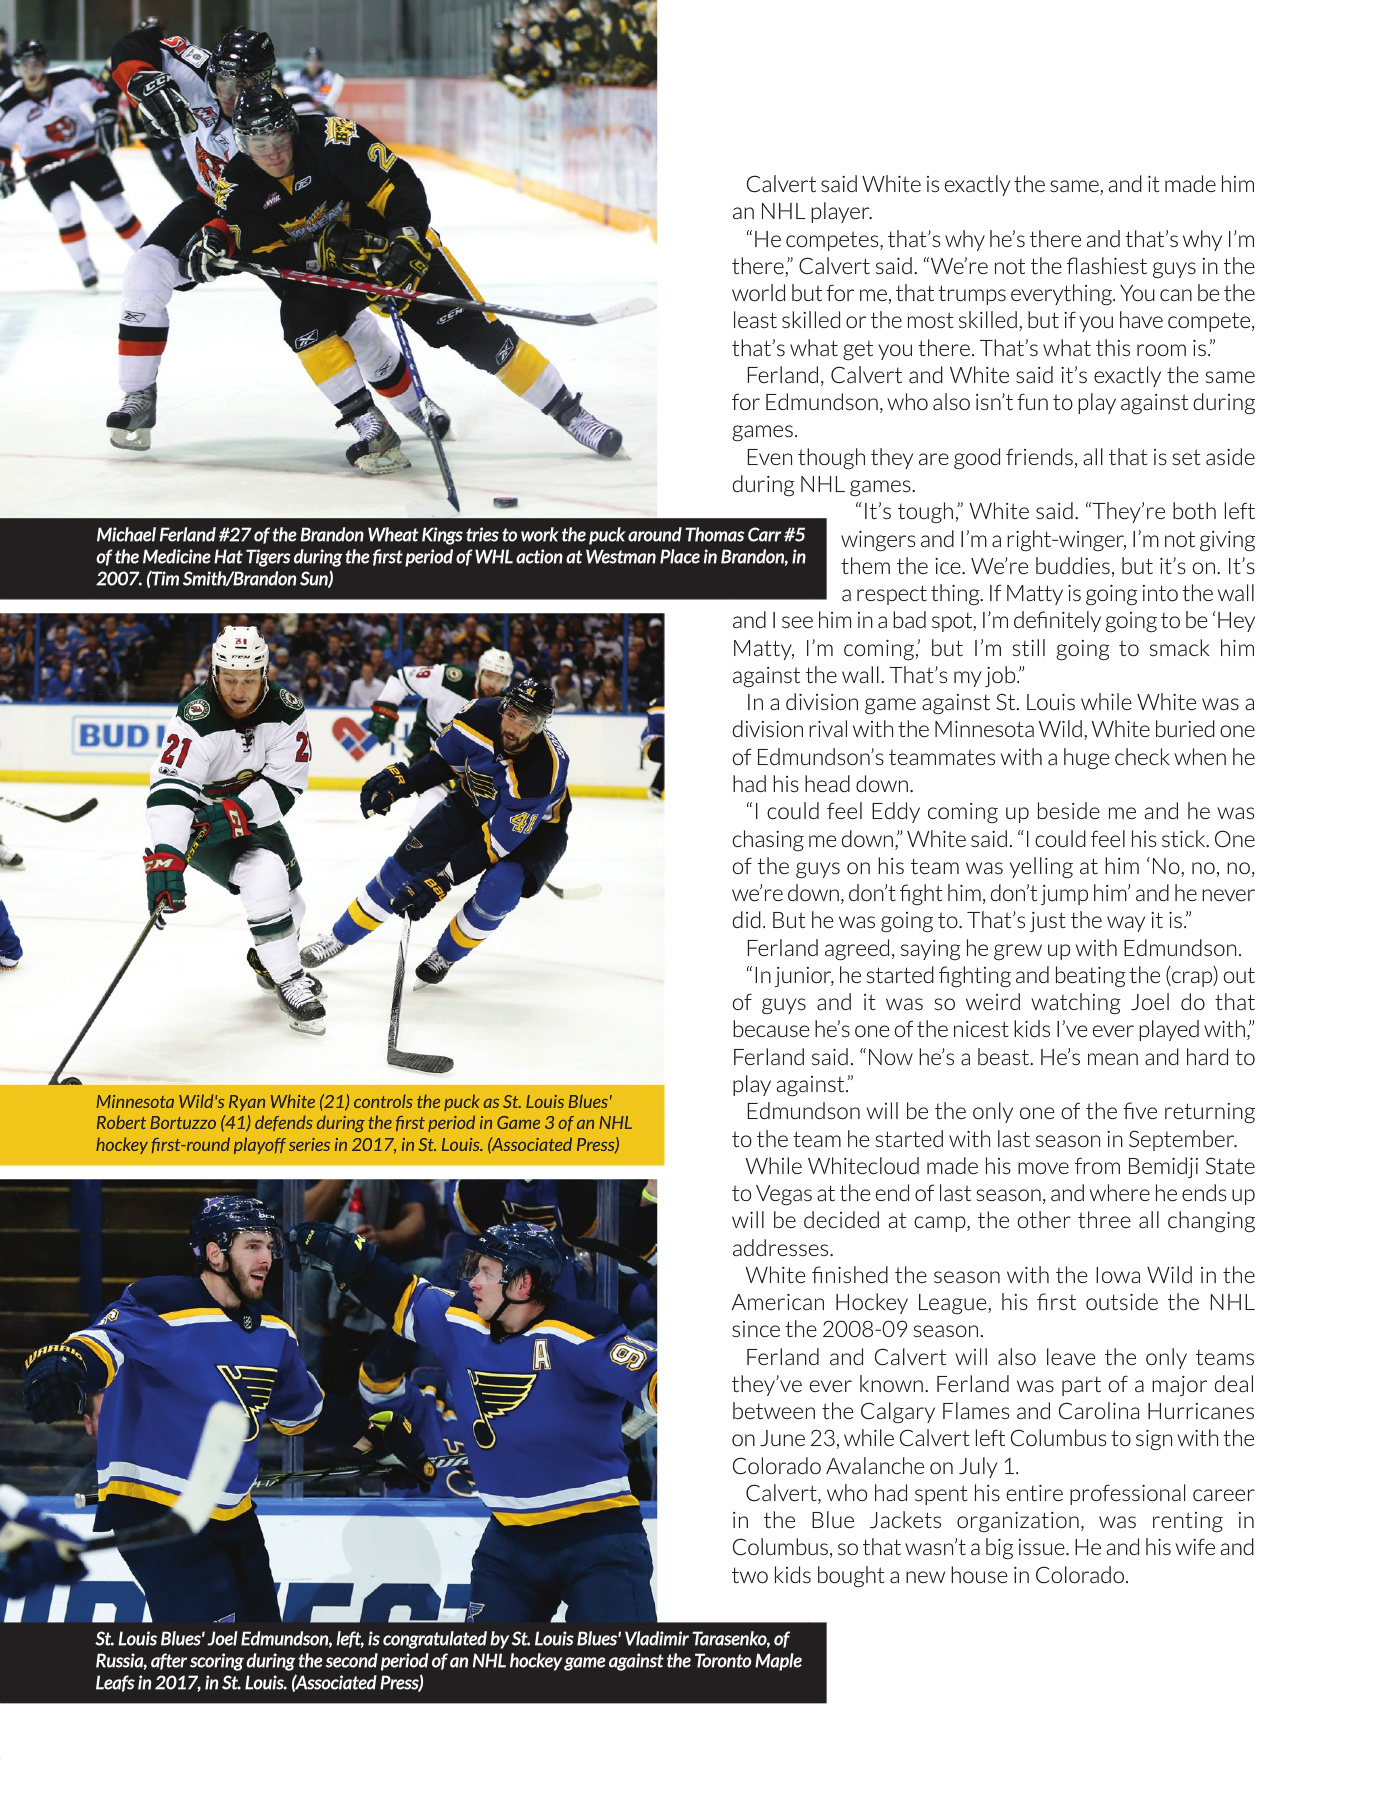 Calvert said White is exactly the same, and it made him
an NHL player.
“He competes, that’s why he’s there and that’s why I’m
there,” Calvert said. “We’re not the flashiest guys in the
world but for me, that trumps everything. You can be the
least skilled or the most skilled, but if you have compete,
that’s what get you there. That’s what this room is.”
Ferland, Calvert and White said it’s exactly the same
for Edmundson, who also isn’t fun to play against during
games.
Even though they are good friends, all that is set aside
during NHL games.
“It’s tough,” White said. “They’re both left
wingers and I’m a right-winger, I’m not giving
them the ice. We’re buddies, but it’s on. It’s
a respect thing. If Matty is going into the wall
and I see him in a bad spot, I’m definitely going to be ‘Hey
Matty, I’m coming,’ but I’m still going to smack him
against the wall. That’s my job.”
In a division game against St. Louis while White was a
division rival with the Minnesota Wild, White buried one
of Edmundson’s teammates with a huge check when he
had his head down.
“I could feel Eddy coming up beside me and he was
chasing me down,” White said. “I could feel his stick. One
of the guys on his team was yelling at him ‘No, no, no,
we’re down, don’t fight him, don’t jump him’ and he never
did. But he was going to. That’s just the way it is.”
Ferland agreed, saying he grew up with Edmundson.
“In junior, he started fighting and beating the (crap) out
of guys and it was so weird watching Joel do that
because he’s one of the nicest kids I’ve ever played with,”
Ferland said. “Now he’s a beast. He’s mean and hard to
play against.”
Edmundson will be the only one of the five returning
to the team he started with last season in September.
While Whitecloud made his move from Bemidji State
to Vegas at the end of last season, and where he ends up
will be decided at camp, the other three all changing
addresses.
White finished the season with the Iowa Wild in the
American Hockey League, his first outside the NHL
since the 2008-09 season.
Ferland and Calvert will also leave the only teams
they’ve ever known. Ferland was part of a major deal
between the Calgary Flames and Carolina Hurricanes
on June 23, while Calvert left Columbus to sign with the
Colorado Avalanche on July 1.
Calvert, who had spent his entire professional career
in the Blue Jackets organization, was renting in
Columbus, so that wasn’t a big issue. He and his wife and
two kids bought a new house in Colorado.
Michael Ferland #27 of the Brandon Wheat Kings tries to work the puck around Thomas Carr #5
of the Medicine Hat Tigers during the first period of WHL action at Westman Place in Brandon, in
2007. (Tim Smith/Brandon Sun)
BUD
21
21
41
Minnesota Wild's Ryan White (21) controls the puck as St. Louis Blues'
Robert Bortuzzo (41) defends during the first period in Game 3 of an NHL
hockey first-round playoff series in 2017, in St. Louis. (Associated Press)
WARRIO
A
91
St. Louis Blues' Joel Edmundson, left, is congratulated by St. Louis Blues' Vladimir Tarasenko, of
Russia, after scoring during the second period of an NHL hockey game against the Toronto Maple
Leafs in 2017, in St. Louis. (Associated Press)